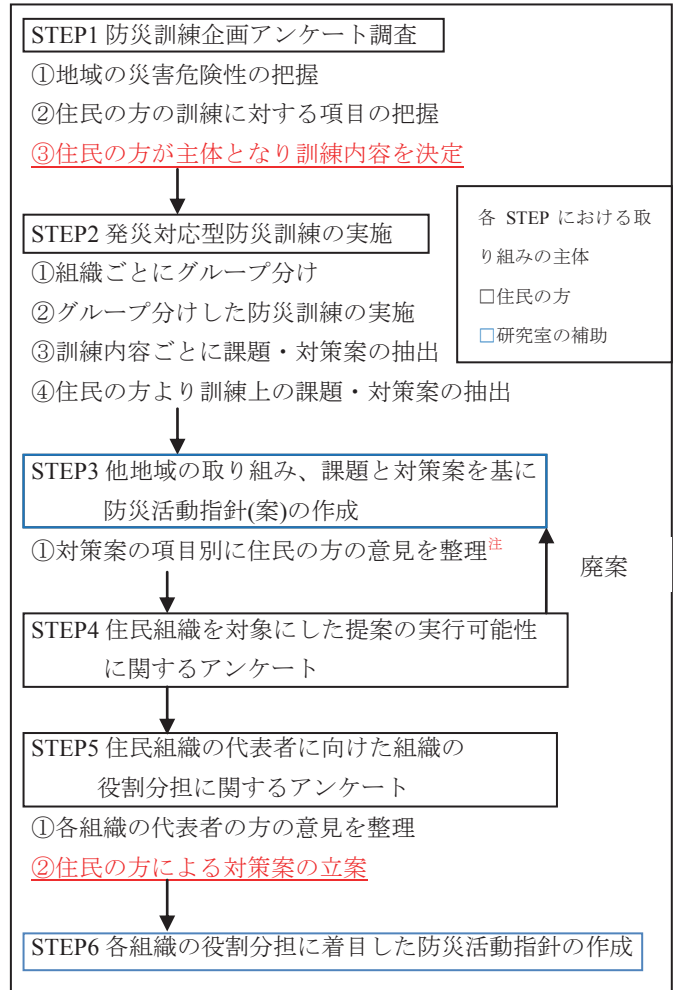 STEP1 防災訓練企画アンケート調査
①地域の災害危険性の把握
②住民の方の訓練に対する項目の把握
③住民の方が主体となり訓練内容を決定
STEP2 発災対応型防災訓練の実施
①組織ごとにグループ分け
②グループ分けした防災訓練の実施
③訓練内容ごとに課題・対策案の抽出
④住民の方より訓練上の課題・対策案の抽出
各 STEP における取
り組みの主体
□住民の方
□研究室の補助
STEP3 他地域の取り組み、課題と対策案を基に
防災活動指針(案)の作成
①対策案の項目別に住民の方の意見を整理注
廃案
STEP4 住民組織を対象にした提案の実行可能性
に関するアンケート
STEP5 住民組織の代表者に向けた組織の
役割分担に関するアンケート
①各組織の代表者の方の意見を整理
②住民の方による対策案の立案
STEP6 各組織の役割分担に着目した防災活動指針の作成